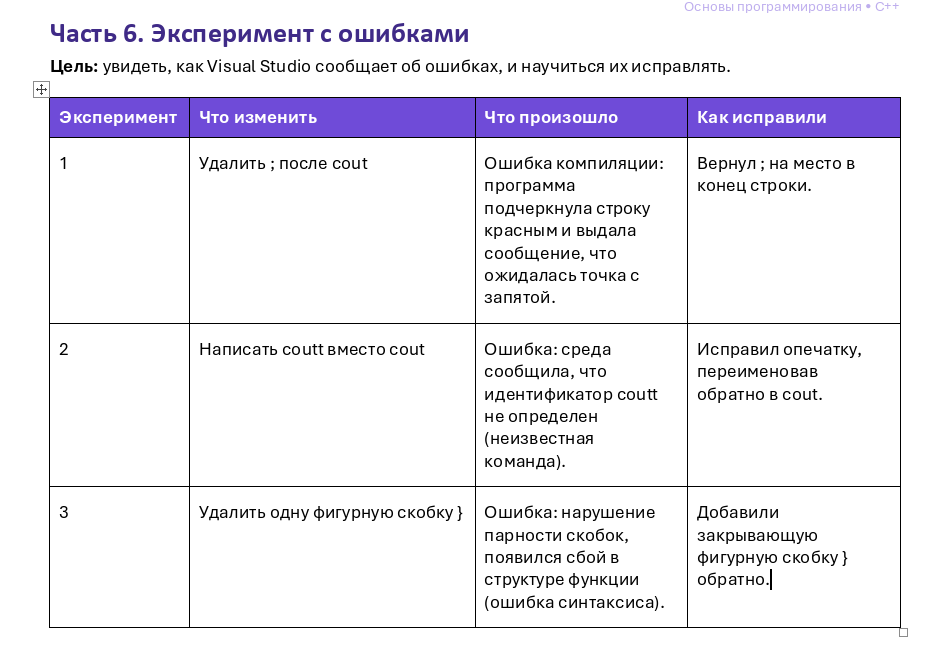 Основы программирования • C++
Часть 6. Эксперимент с ошибками
Цель: увидеть, как Visual Studio сообщает об ошибках, и научиться их исправлять.
Эксперимент Что изменить Что произошло Как исправили
1 Удалить ; после cout
Ошибка компиляции:
программа
подчеркнула строку
красным и выдала
сообщение, что
ожидалась точка с
запятой.
Вернул ; на место в
конец строки.
2 Написать coutt вместо cout
Ошибка: среда
сообщила, что
идентификатор coutt
не определен
(неизвестная
команда).
Исправил опечатку,
переименовав
обратно в cout.
3 Удалить одну фигурную скобку }
Ошибка: нарушение
парности скобок,
появился сбой в
структуре функции
(ошибка синтаксиса).
Добавили
закрывающую
фигурную скобку }
обратно.